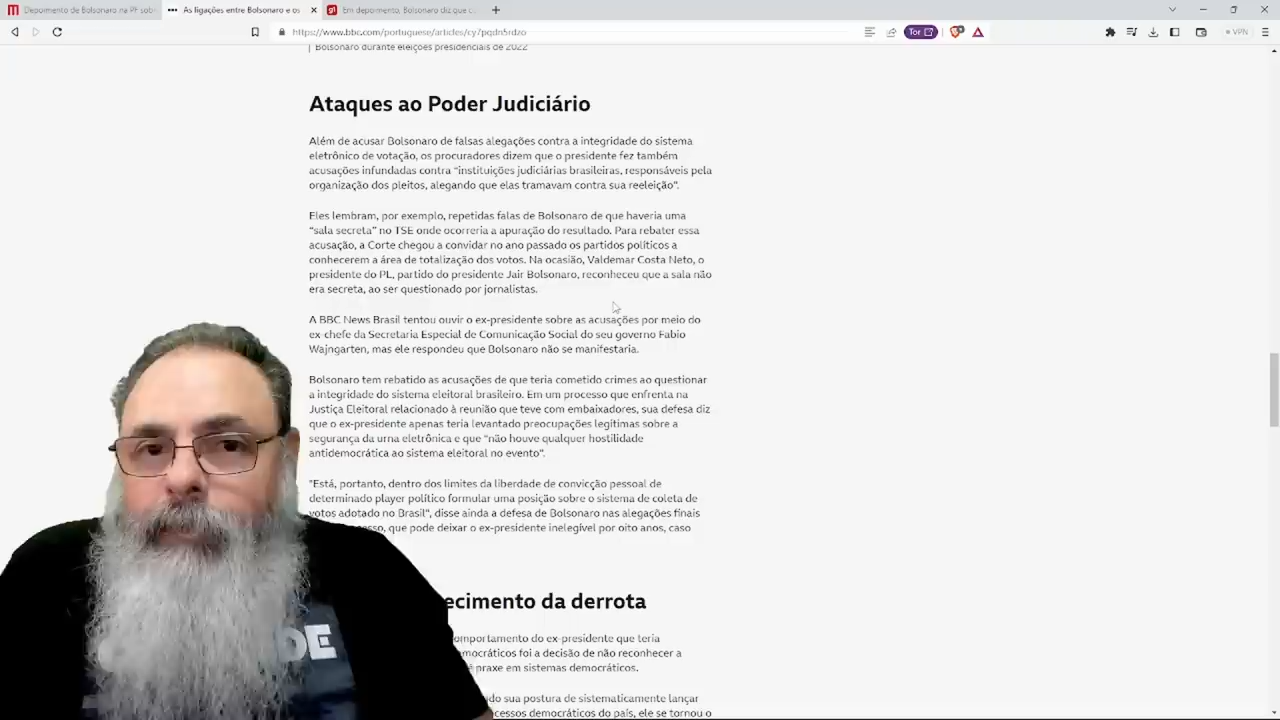 Depoimento de Bolsonaro na PF sob
As ligações entre Bolsonaro e os
Em depoimento, Bolsonaro diz que c
https://www.bbc.com/portuguese/articles/cy7pqdn5rdzo
Tor
VPN
Bolsonaro durante eleições presidenciais de 2022
Ataques ao Poder Judiciário
Além de acusar Bolsonaro de falsas alegações contra a integridade do sistema
eletrônico de votação, os procuradores dizem que o presidente fez também
acusações infundadas contra “instituições judiciárias brasileiras, responsáveis pela
organização dos pleitos, alegando que elas tramavam contra sua reeleição”.
Eles lembram, por exemplo, repetidas falas de Bolsonaro de que haveria uma
“sala secreta” no TSE onde ocorreria a apuração do resultado. Para rebater essa
acusação, a Corte chegou a convidar no ano passado os partidos políticos a
conhecerem a área de totalização dos votos. Na ocasião, Valdemar Costa Neto, o
presidente do PL, partido do presidente Jair Bolsonaro, reconheceu que a sala não
era secreta, ao ser questionado por jornalistas.
A BBC News Brasil tentou ouvir o ex-presidente sobre as acusações por meio do
ex-chefe da Secretaria Especial de Comunicação Social do seu governo Fabio
Wajngarten, mas ele respondeu que Bolsonaro não se manifestaria.
Bolsonaro tem rebatido as acusações de que teria cometido crimes ao questionar
a integridade do sistema eleitoral brasileiro. Em um processo que enfrenta na
Justiça Eleitoral relacionado à reunião que teve com embaixadores, sua defesa diz
que o ex-presidente apenas teria levantado preocupações legítimas sobre a
segurança da urna eletrônica e que “não houve qualquer hostilidade
antidemocrática ao sistema eleitoral no evento”.
"Está, portanto, dentro dos limites da liberdade de convicção pessoal de
determinado player político formular uma posição sobre o sistema de coleta de
votos adotado no Brasil", disse ainda a defesa de Bolsonaro nas alegações finais
esso, que pode deixar o ex-presidente inelegível por oito anos, caso
ecimento da derrota
omportamento do ex-presidente que teria
mocráticos foi a decisão de não reconhecer a
é praxe em sistemas democráticos.
do sua postura de sistematicamente lançar
ocessos democráticos do país, ele se tornou o
DE